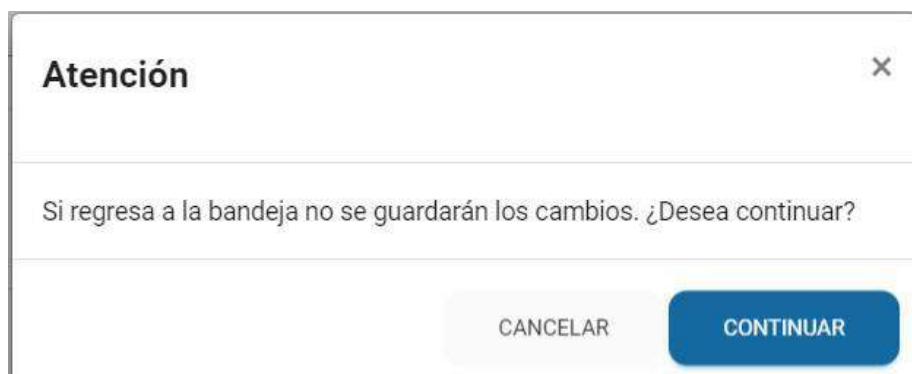 Atención
Si regresa a la bandeja no se guardarán los cambios. ¿Desea continuar?
CANCELAR
CONTINUAR